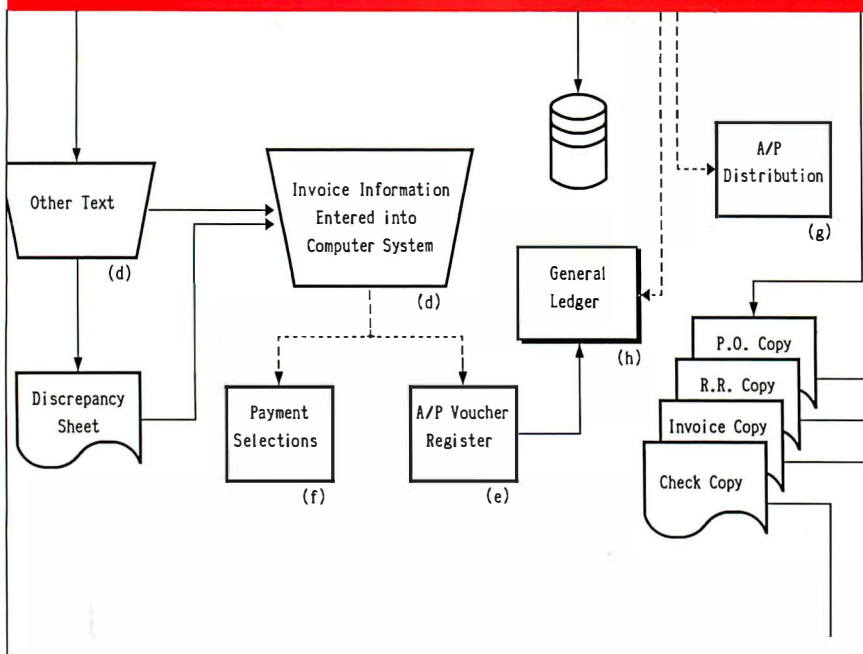 Other Text
(d)
Invoice Information
Entered into
Computer System
(d)
A/P
Distribution
(g)
General
Ledger
(h)
Discrepancy
Sheet
Payment
Selections
(f)
A/P Voucher
Register
(e)
P.O. Copy
R.R. Copy
Invoice Copy
Check Copy